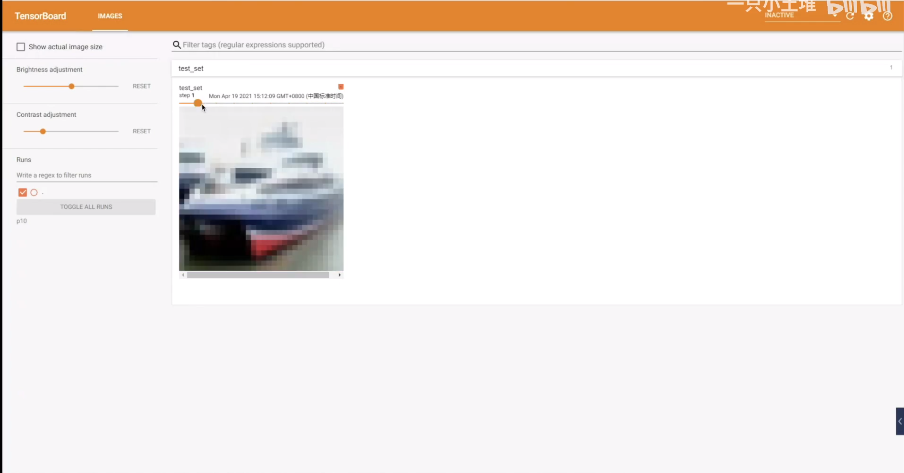 TensorBoard
IMAGES
一只小土堆 bilibili
INACTIVE
Show actual image size
Filter tags (regular expressions supported)
Brightness adjustment
test_set
1
RESET
test_set
step 1
Mon Apr 19 2021 15:12:09 GMT+0800 (中国标准时间)
Contrast adjustment
RESET
Runs
Write a regex to filter runs
.
TOGGLE ALL RUNS
p10